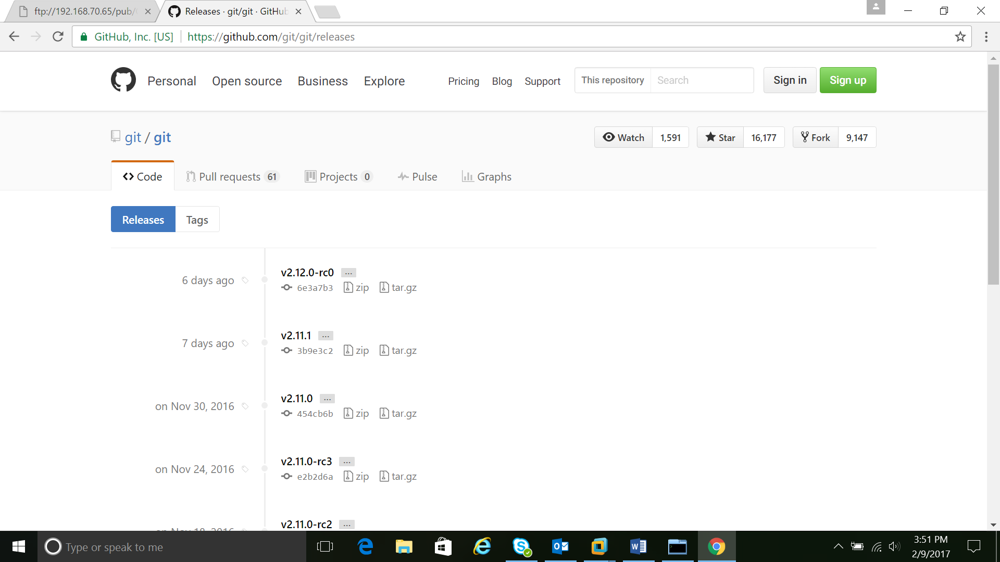 ftp://192.168.70.65/pub/
Releases · git/git · GitHub
GitHub, Inc. [US] https://github.com/git/git/releases
Personal Open source Business Explore Pricing Blog Support This repository Search Sign in Sign up
git / git Watch 1,591 Star 16,177 Fork 9,147
Code Pull requests 61 Projects 0 Pulse Graphs
Releases Tags
v2.12.0-rc0 ...
6 days ago
6e3a7b3 zip tar.gz
v2.11.1 ...
7 days ago
3b9e3c2 zip tar.gz
v2.11.0 ...
on Nov 30, 2016
454cb6b zip tar.gz
v2.11.0-rc3 ...
on Nov 24, 2016
e2b2d6a zip tar.gz
v2.11.0-rc2 ...
on Nov 18, 2016
Type or speak to me
3:51 PM
2/9/2017